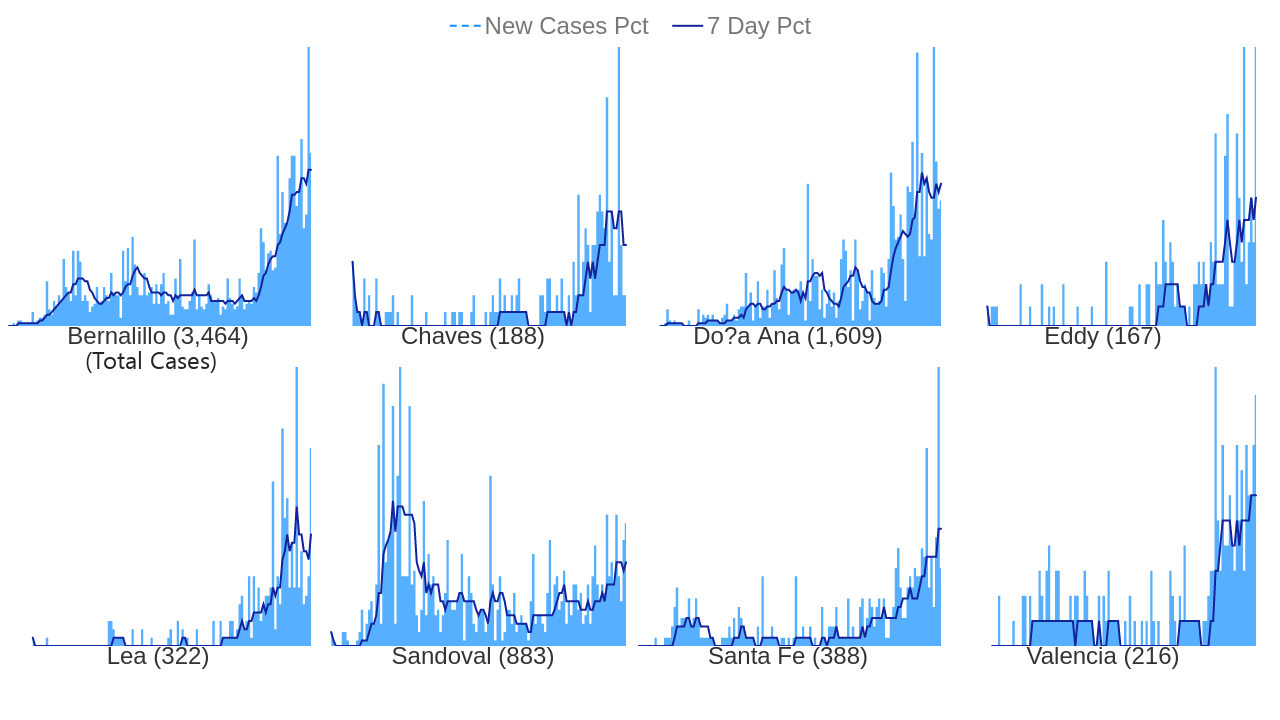 New Cases Pct 7 Day Pct
Bernalillo (3,464) Chaves (188) Do?a Ana (1,609) Eddy (167)
(Total Cases)
Lea (322) Sandoval (883) Santa Fe (388) Valencia (216)